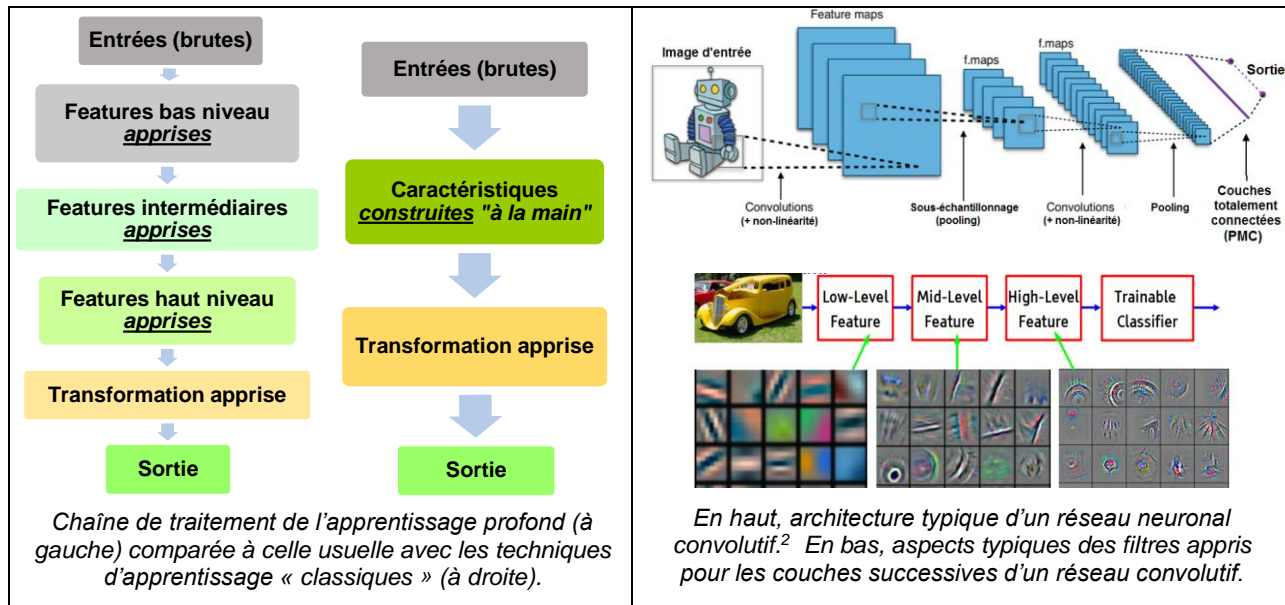 Entrées (brutes)
Features bas niveau
apprises
Features intermédiaires
apprises
Features haut niveau
apprises
Transformation apprise
Sortie
Entrées (brutes)
Caractéristiques
construites "à la main"
Transformation apprise
Sortie
Chaîne de traitement de l’apprentissage profond (à
gauche) comparée à celle usuelle avec les techniques
d’apprentissage « classiques » (à droite).
Feature maps
Image d'entrée
f.maps
f.maps
Sortie
Convolutions
(+ non-linéarité)
Sous-échantillonnage
(pooling)
Convolutions
(+ non-linéarité)
Pooling
Couches
totalement
connectées
(PMC)
Low-Level
Feature
Mid-Level
Feature
High-Level
Feature
Trainable
Classifier
En haut, architecture typique d’un réseau neuronal
convolutif.² En bas, aspects typiques des filtres appris
pour les couches successives d’un réseau convolutif.